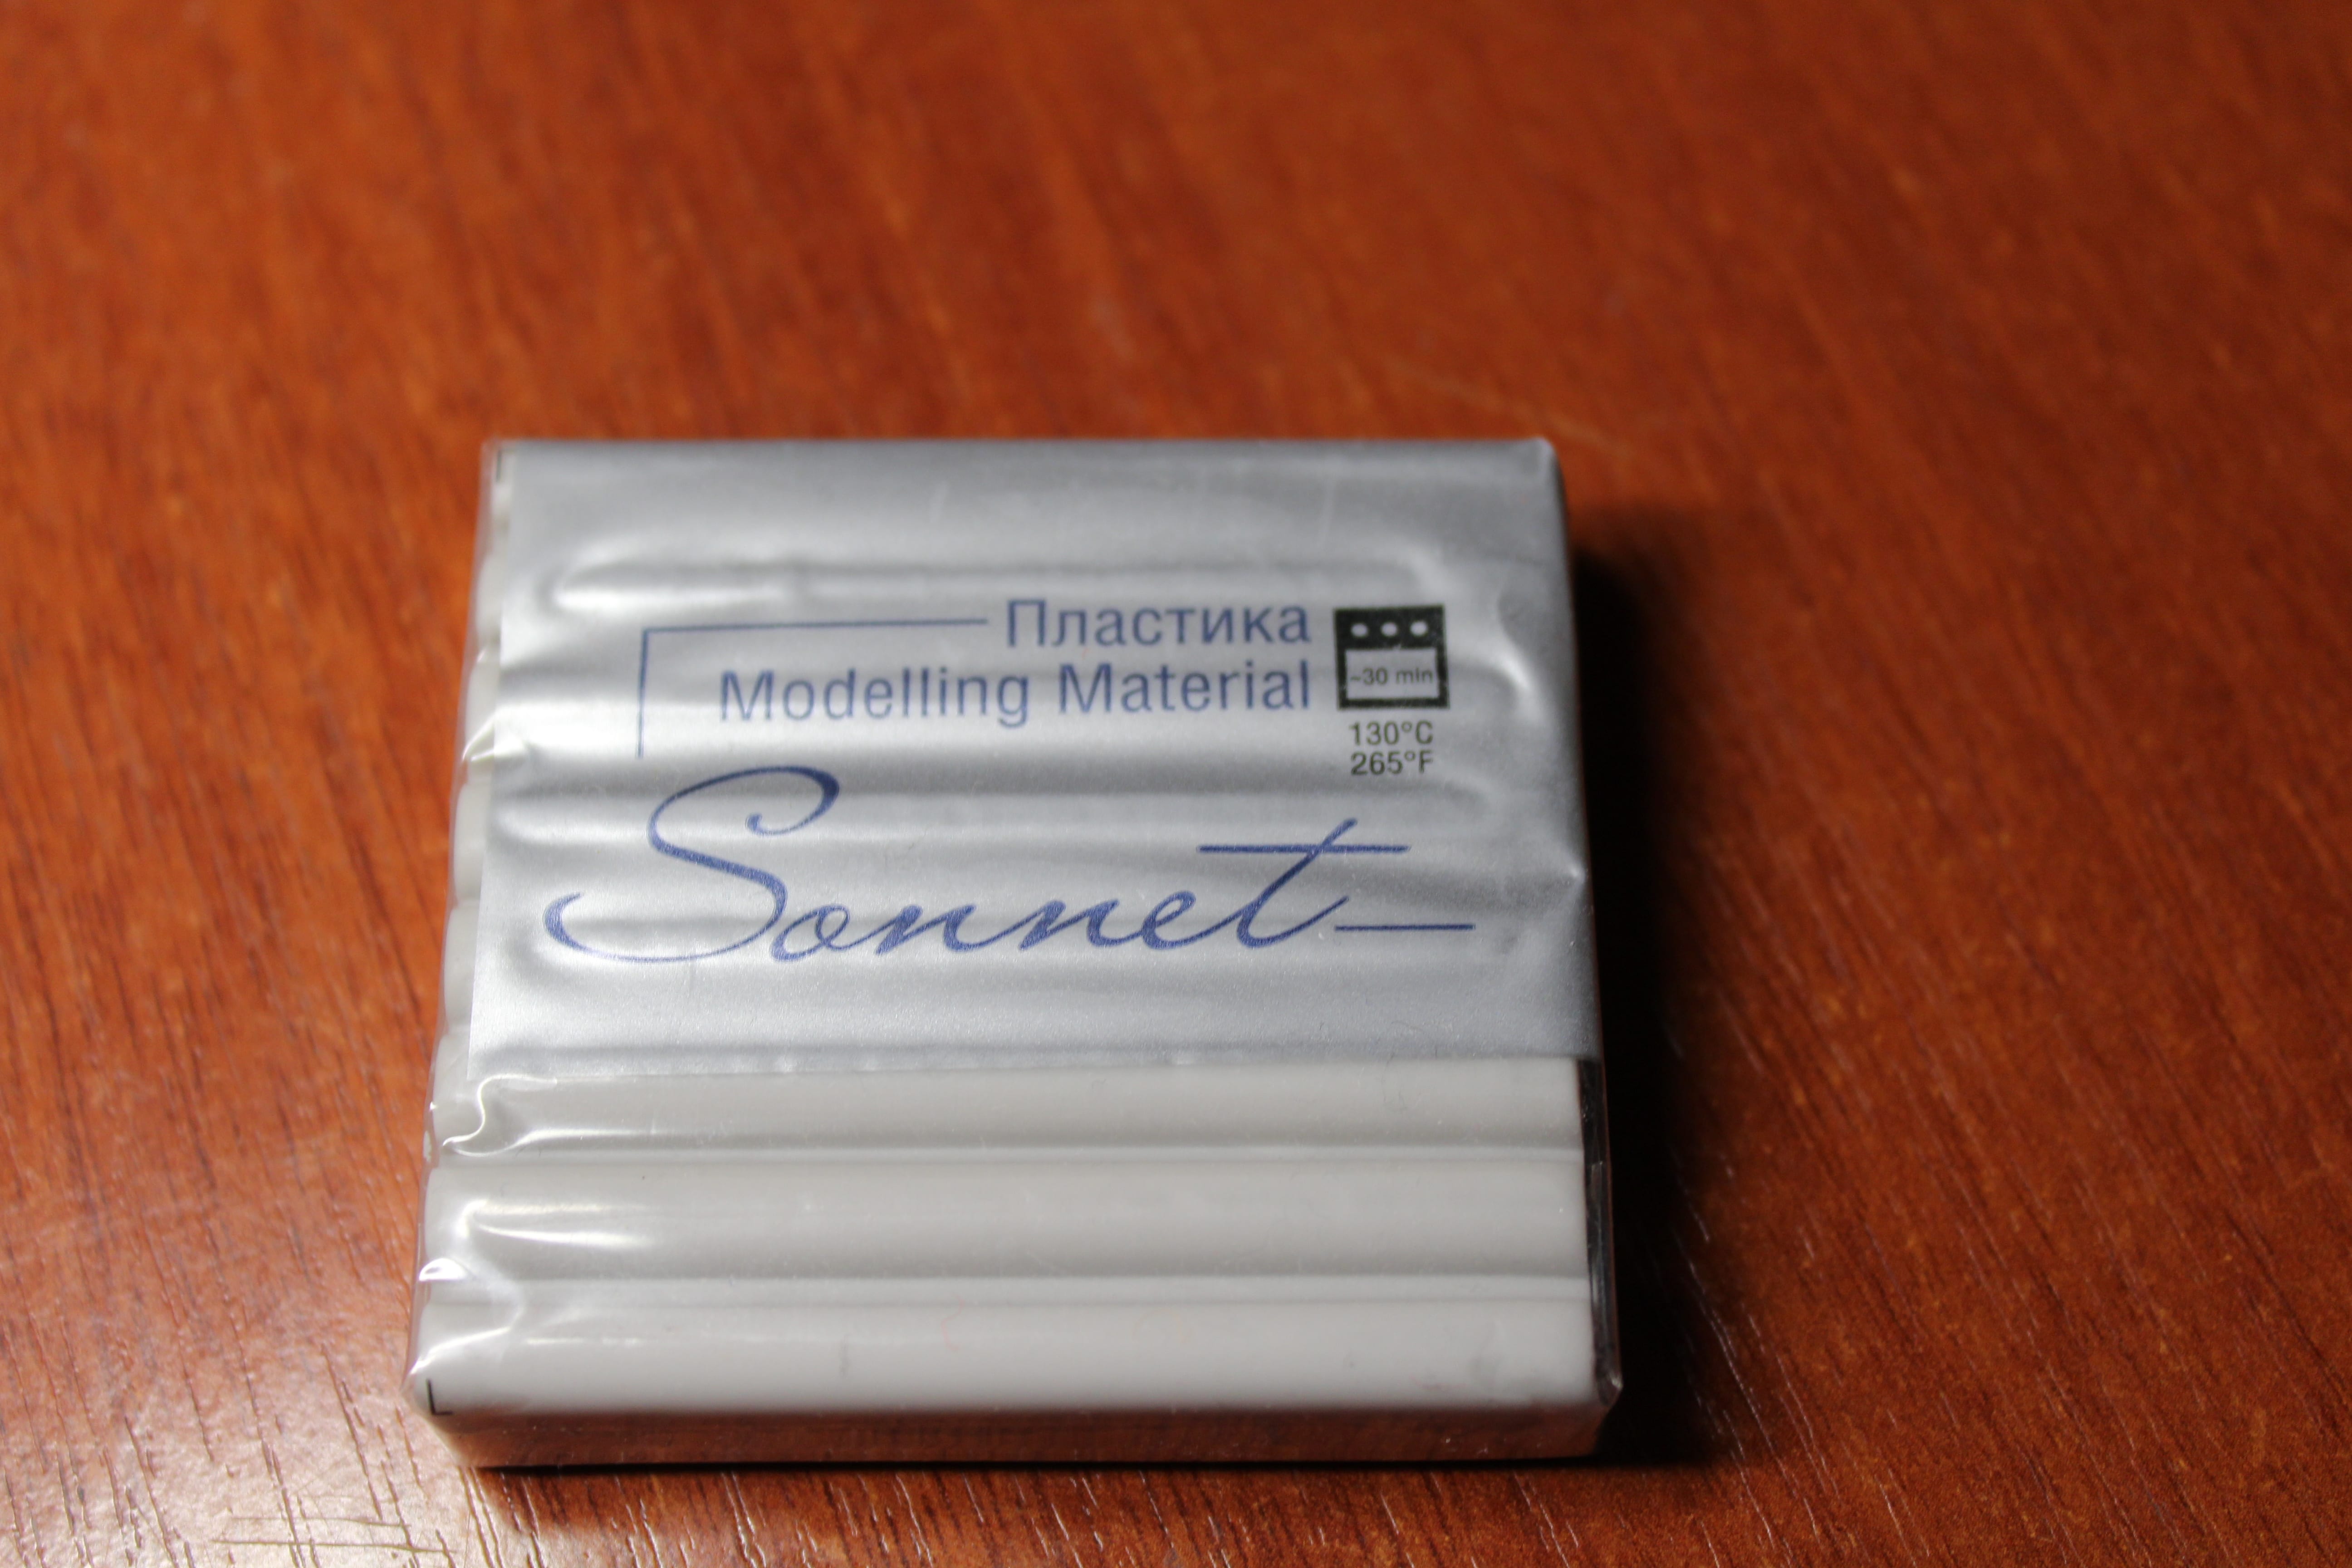 Пластика
Modelling Material
~30 min
130°C
265°F
Sonnet